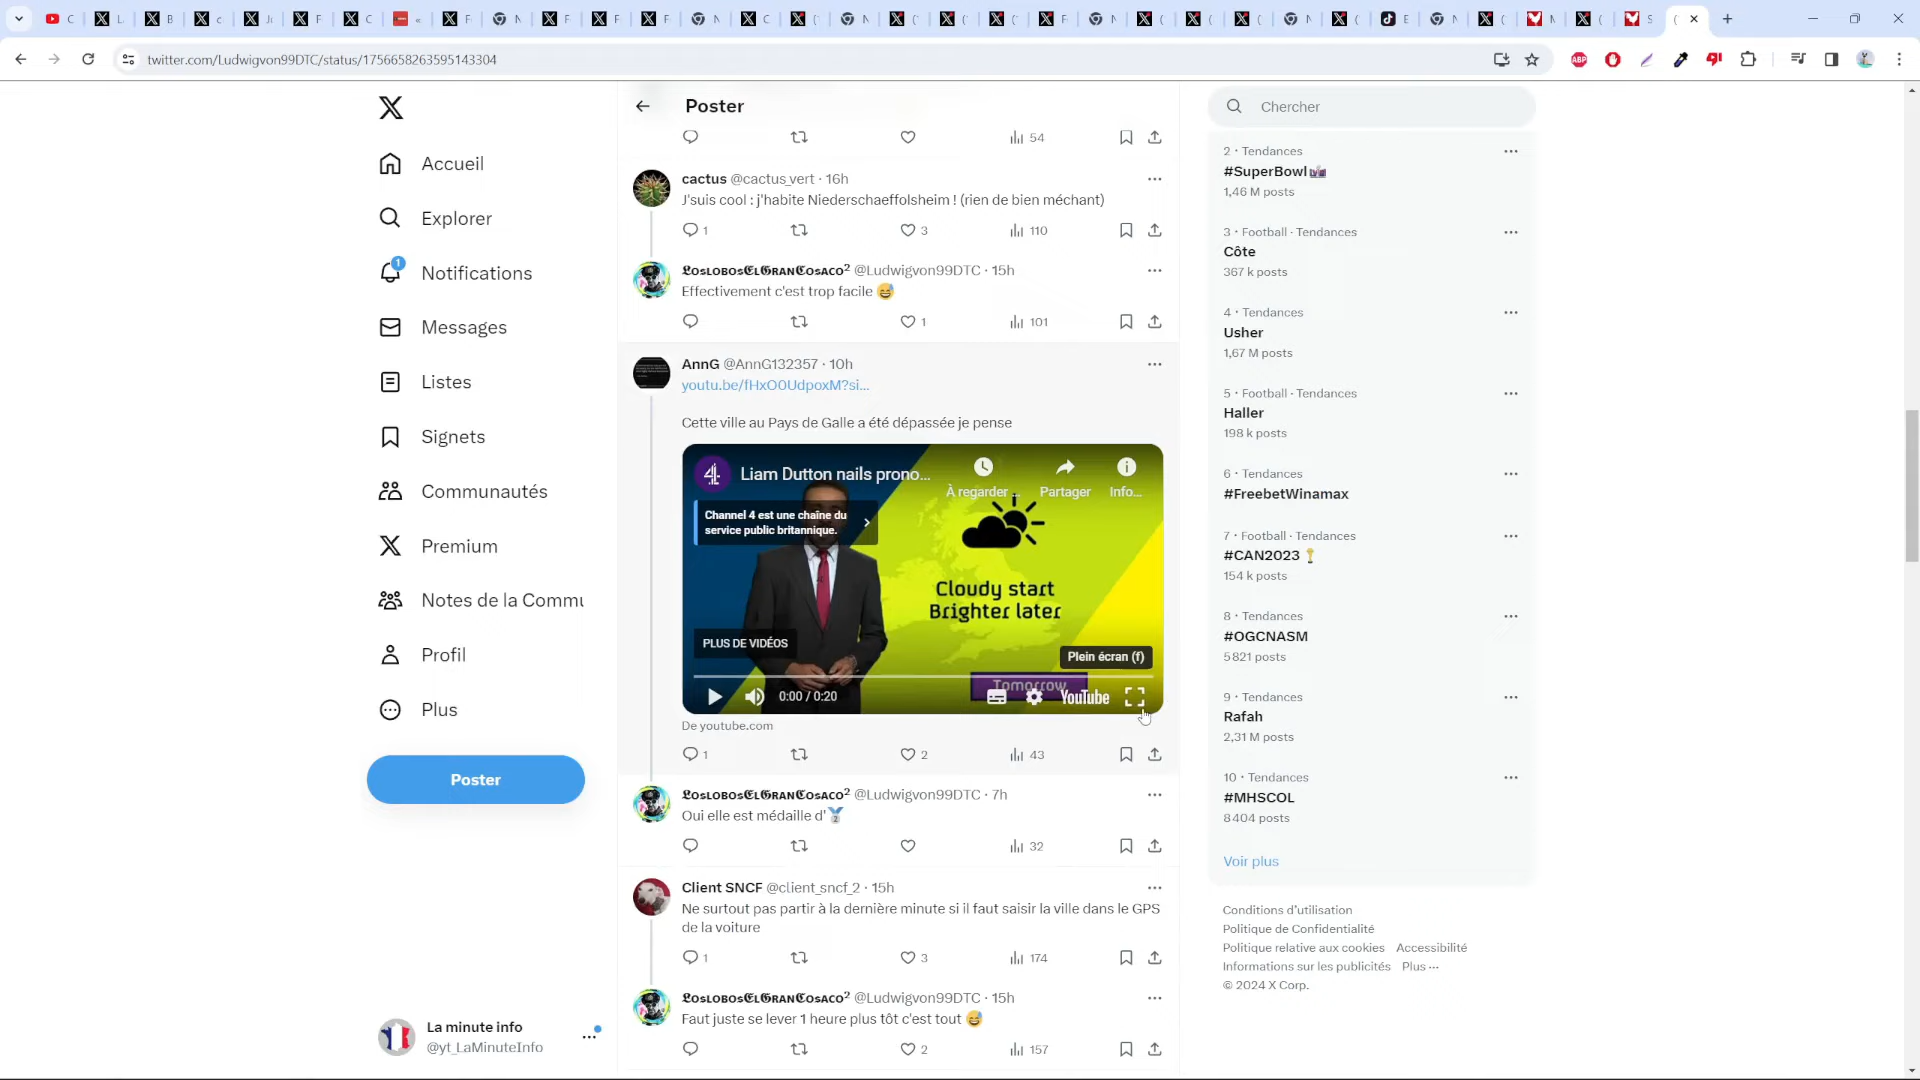 twitter.com/Ludwigvon99DTC/status/1756658263595143304
Accueil
Explorer
1
Notifications
Messages
Listes
Signets
Communautés
Premium
Notes de la Commu
Profil
Plus
Poster
La minute info
@yt_LaMinuteInfo
Poster
54
cactus @cactus_vert · 16h
J'suis cool : j'habite Niederschaeffolsheim ! (rien de bien méchant)
1 3 110
𝕷ᴏsʟᴏʙᴏs𝕰ʟ𝕲ʀᴀɴ𝕮ᴏsᴀᴄᴏ² @Ludwigvon99DTC · 15h
Effectivement c'est trop facile 😅
1 101
AnnG @AnnG132357 · 10h
youtu.be/fHxO0UdpoxM?si...
Cette ville au Pays de Galle a été dépassée je pense
4 Liam Dutton nails prono...
À regarder ... Partager Info...
Channel 4 est une chaîne du
service public britannique.
Cloudy start
Brighter later
PLUS DE VIDÉOS
Plein écran (f)
Tomorrow
0:00 / 0:20
YouTube
De youtube.com
1 2 43
𝕷ᴏsʟᴏʙᴏs𝕰ʟ𝕲ʀᴀɴ𝕮ᴏsᴀᴄᴏ² @Ludwigvon99DTC · 7h
Oui elle est médaille d'🥈
32
Client SNCF @client_sncf_2 · 15h
Ne surtout pas partir à la dernière minute si il faut saisir la ville dans le GPS
de la voiture
1 3 174
𝕷ᴏsʟᴏʙᴏs𝕰ʟ𝕲ʀᴀɴ𝕮ᴏsᴀᴄᴏ² @Ludwigvon99DTC · 15h
Faut juste se lever 1 heure plus tôt c'est tout 😅
2 157
Chercher
2 · Tendances
#SuperBowl
1,46 M posts
3 · Football · Tendances
Côte
367 k posts
4 · Tendances
Usher
1,67 M posts
5 · Football · Tendances
Haller
198 k posts
6 · Tendances
#FreebetWinamax
7 · Football · Tendances
#CAN2023
154 k posts
8 · Tendances
#OGCNASM
5 821 posts
9 · Tendances
Rafah
2,31 M posts
10 · Tendances
#MHSCOL
8 404 posts
Voir plus
Conditions d'utilisation
Politique de Confidentialité
Politique relative aux cookies Accessibilité
Informations sur les publicités Plus ···
© 2024 X Corp.